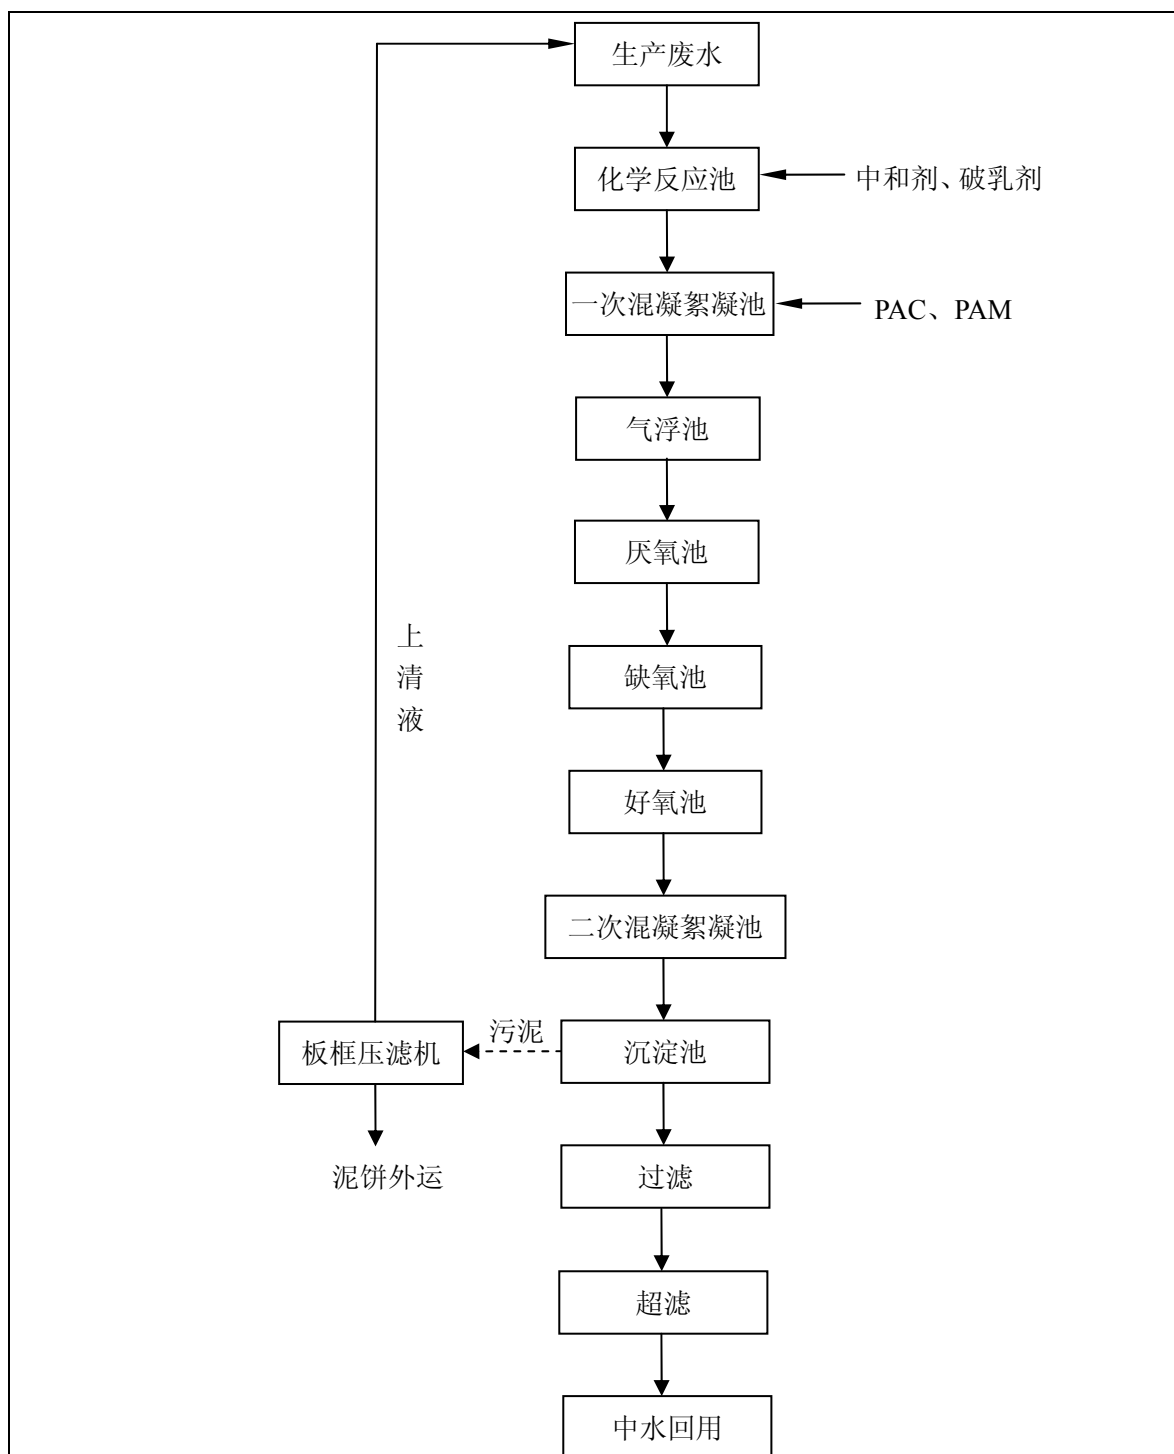 生产废水
化学反应池
中和剂、破乳剂
一次混凝絮凝池
PAC、PAM
气浮池
厌氧池
上
清
液
缺氧池
好氧池
二次混凝絮凝池
污泥
板框压滤机
沉淀池
泥饼外运
过滤
超滤
中水回用